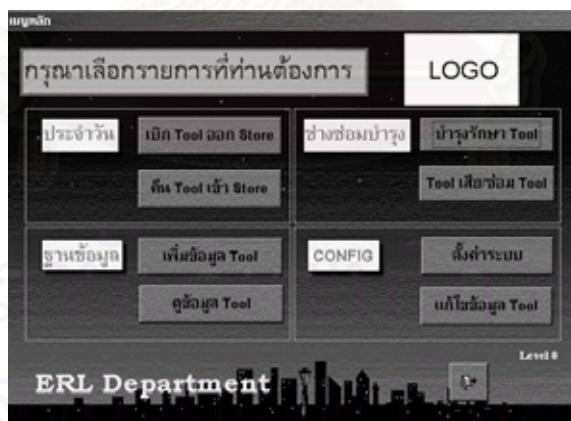 เมนูหลัก
กรุณาเลือกรายการที่ท่านต้องการ
LOGO
ประจำวัน
เบิก Tool ออก Store
คืน Tool เข้า Store
ช่างซ่อมบำรุง
บำรุงรักษา Tool
Tool เสีย/ซ่อม Tool
ฐานข้อมูล
เพิ่มข้อมูล Tool
ดูข้อมูล Tool
CONFIG
ตั้งค่าระบบ
แก้ไขข้อมูล Tool
Level 0
ERL Department